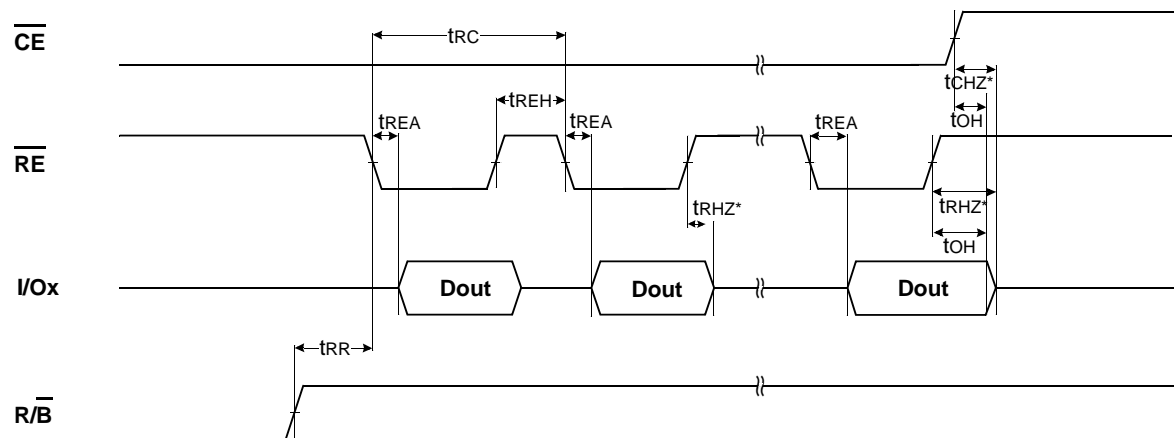 CE
tRC
tCHZ*
tREH
tOH
tREA
tREA
tREA
RE
tRHZ*
tRHZ*
tOH
I/Ox
Dout
Dout
Dout
tRR
R/B